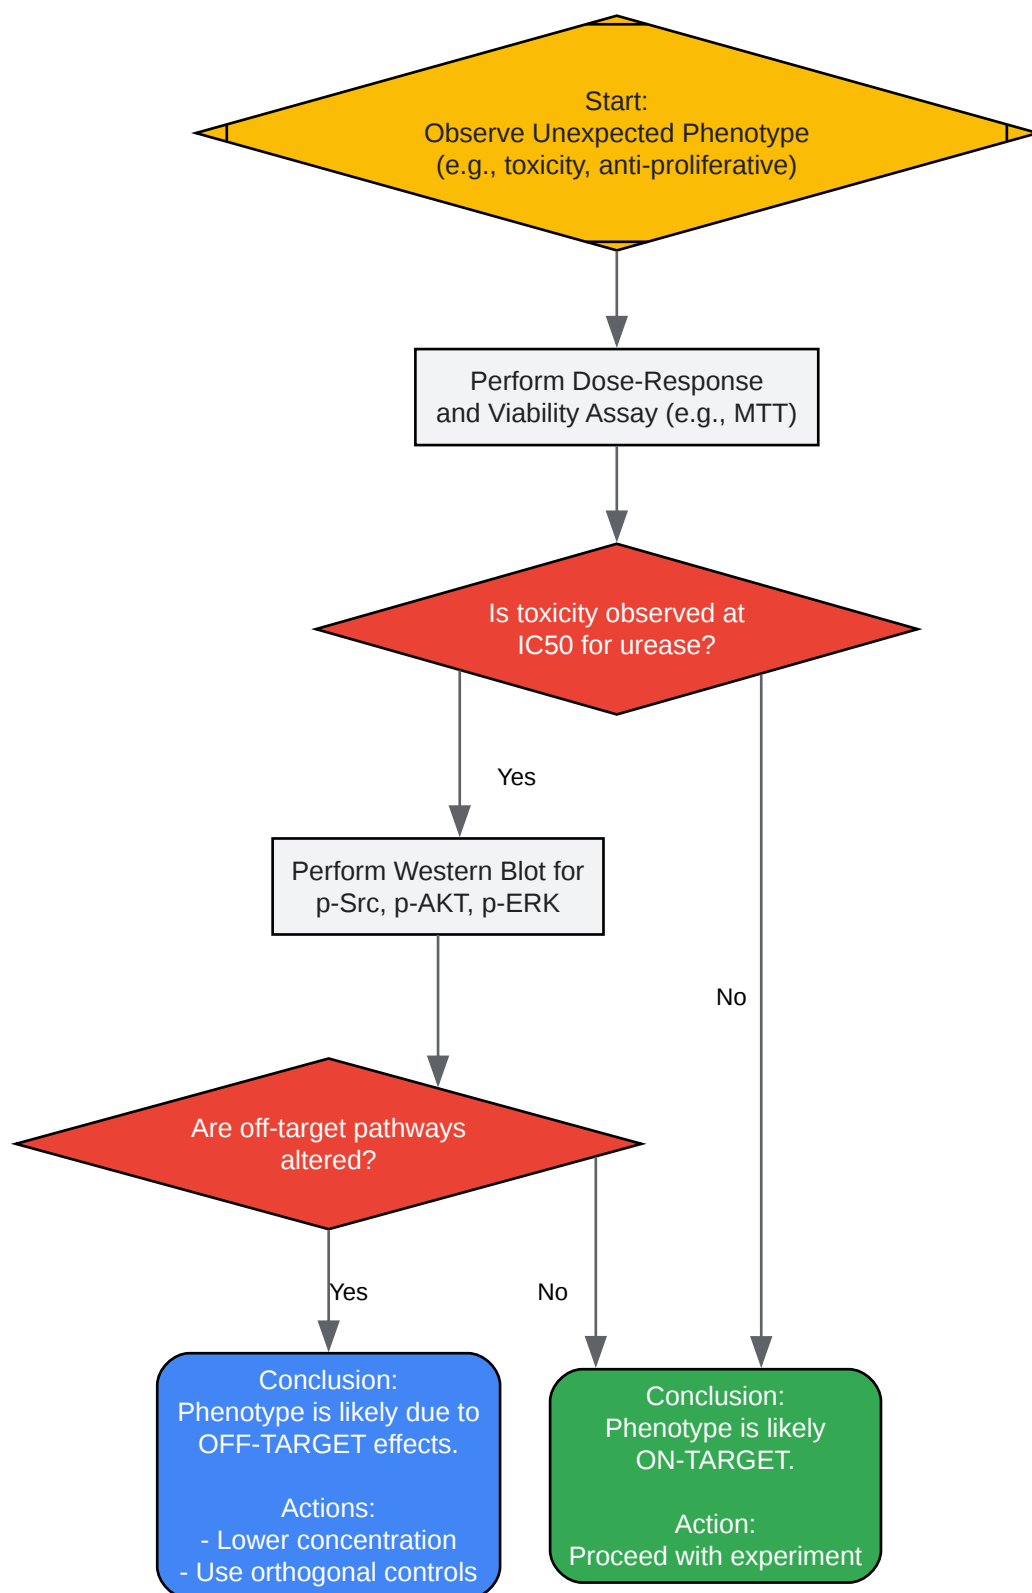 Start:
Observe Unexpected Phenotype
(e.g., toxicity, anti-proliferative)
Perform Dose-Response
and Viability Assay (e.g., MTT)
Is toxicity observed at
IC50 for urease?
Yes
Perform Western Blot for
p-Src, p-AKT, p-ERK
No
Are off-target pathways
altered?
Yes
No
Conclusion:
Phenotype is likely due to
OFF-TARGET effects.
Actions:
- Lower concentration
- Use orthogonal controls
Conclusion:
Phenotype is likely
ON-TARGET.
Action:
Proceed with experiment